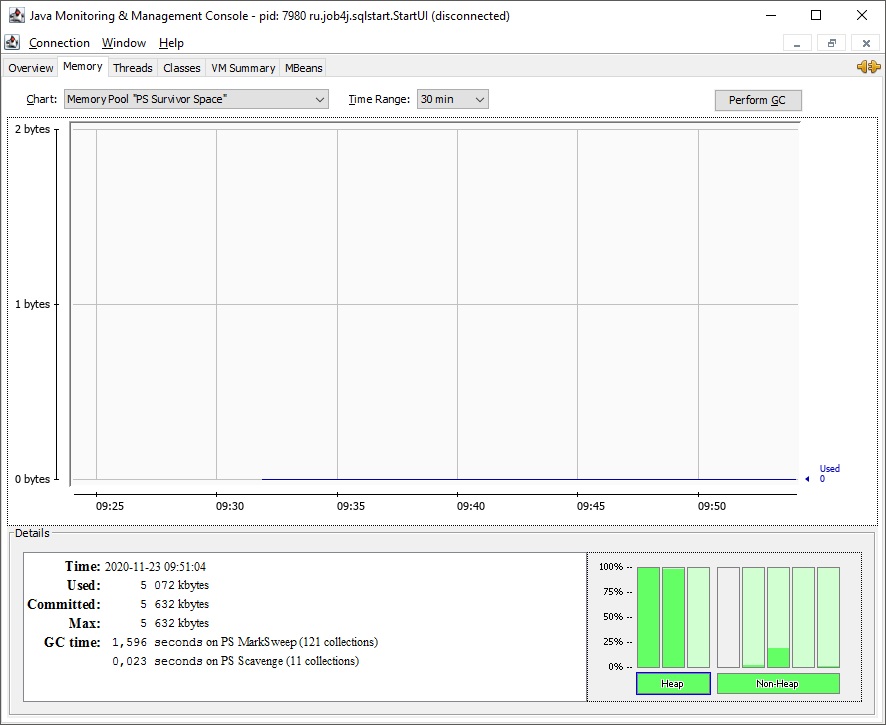 Java Monitoring & Management Console - pid: 7980 ru.job4j.sqlstart.StartUI (disconnected)
Connection Window Help
Overview Memory Threads Classes VM Summary MBeans
Chart: Memory Pool "PS Survivor Space" Time Range: 30 min Perform GC
2 bytes
1 bytes
0 bytes
Used
0
09:25 09:30 09:35 09:40 09:45 09:50
Details
Time: 2020-11-23 09:51:04
Used: 5 072 kbytes
Committed: 5 632 kbytes
Max: 5 632 kbytes
GC time: 1,596 seconds on PS MarkSweep (121 collections)
0,023 seconds on PS Scavenge (11 collections)
100% --
75% --
50% --
25% --
0% --
Heap Non-Heap